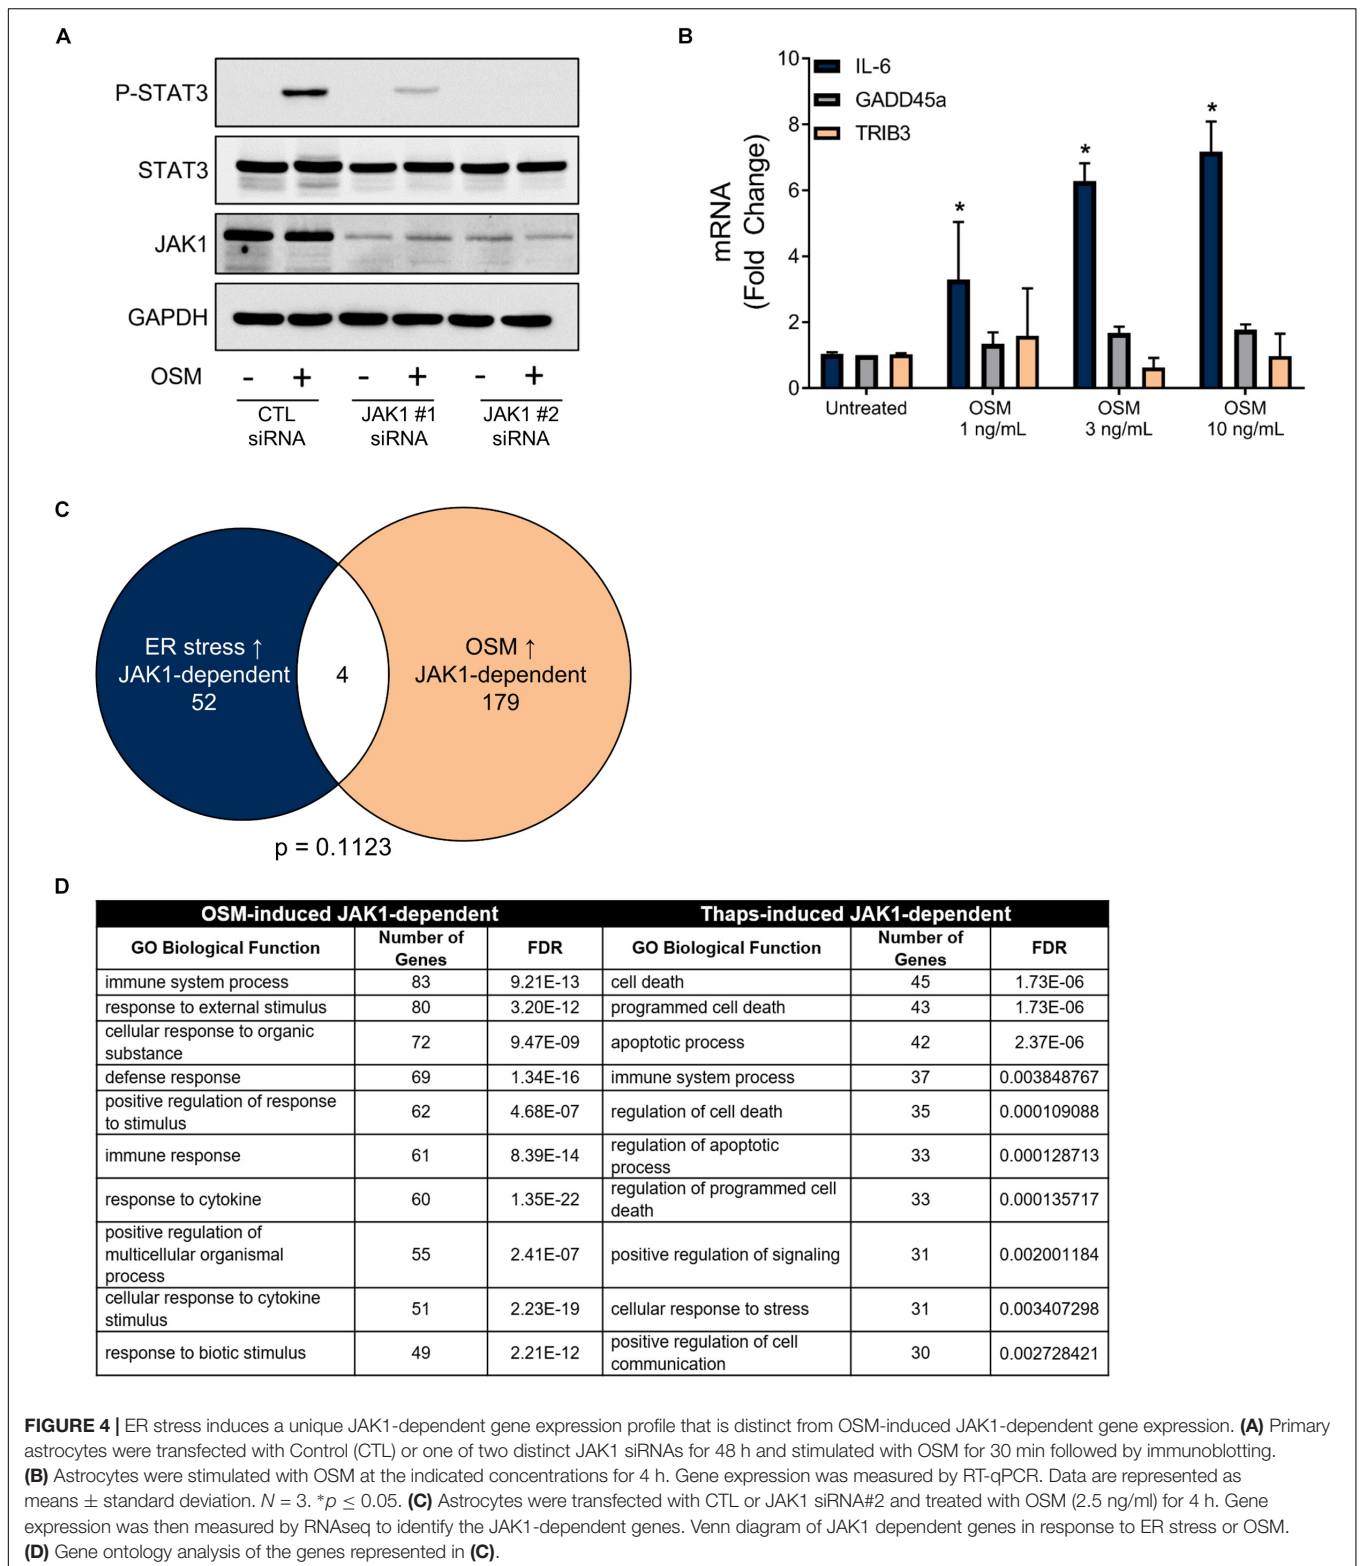 A
P-STAT3
STAT3
JAK1
GAPDH
OSM - + - + - +
CTL siRNA
JAK1 #1 siRNA
JAK1 #2 siRNA
B
IL-6
GADD45a
TRIB3
mRNA
(Fold Change)
10
8
6
4
2
0
*
*
*
Untreated
OSM
1 ng/mL
OSM
3 ng/mL
OSM
10 ng/mL
C
ER stress ↑
JAK1-dependent
52
4
OSM ↑
JAK1-dependent
179
p = 0.1123
D
OSM-induced JAK1-dependent Thaps-induced JAK1-dependent
GO Biological Function Number of Genes FDR GO Biological Function Number of Genes FDR
immune system process 83 9.21E-13 cell death 45 1.73E-06
response to external stimulus 80 3.20E-12 programmed cell death 43 1.73E-06
cellular response to organic substance 72 9.47E-09 apoptotic process 42 2.37E-06
defense response 69 1.34E-16 immune system process 37 0.003848767
positive regulation of response to stimulus 62 4.68E-07 regulation of cell death 35 0.000109088
immune response 61 8.39E-14 regulation of apoptotic process 33 0.000128713
response to cytokine 60 1.35E-22 regulation of programmed cell death 33 0.000135717
positive regulation of multicellular organismal process 55 2.41E-07 positive regulation of signaling 31 0.002001184
cellular response to cytokine stimulus 51 2.23E-19 cellular response to stress 31 0.003407298
response to biotic stimulus 49 2.21E-12 positive regulation of cell communication 30 0.002728421
FIGURE 4 | ER stress induces a unique JAK1-dependent gene expression profile that is distinct from OSM-induced JAK1-dependent gene expression. (A) Primary
astrocytes were transfected with Control (CTL) or one of two distinct JAK1 siRNAs for 48 h and stimulated with OSM for 30 min followed by immunoblotting.
(B) Astrocytes were stimulated with OSM at the indicated concentrations for 4 h. Gene expression was measured by RT-qPCR. Data are represented as
means ± standard deviation. N = 3. *p ≤ 0.05. (C) Astrocytes were transfected with CTL or JAK1 siRNA#2 and treated with OSM (2.5 ng/ml) for 4 h. Gene
expression was then measured by RNAseq to identify the JAK1-dependent genes. Venn diagram of JAK1 dependent genes in response to ER stress or OSM.
(D) Gene ontology analysis of the genes represented in (C).